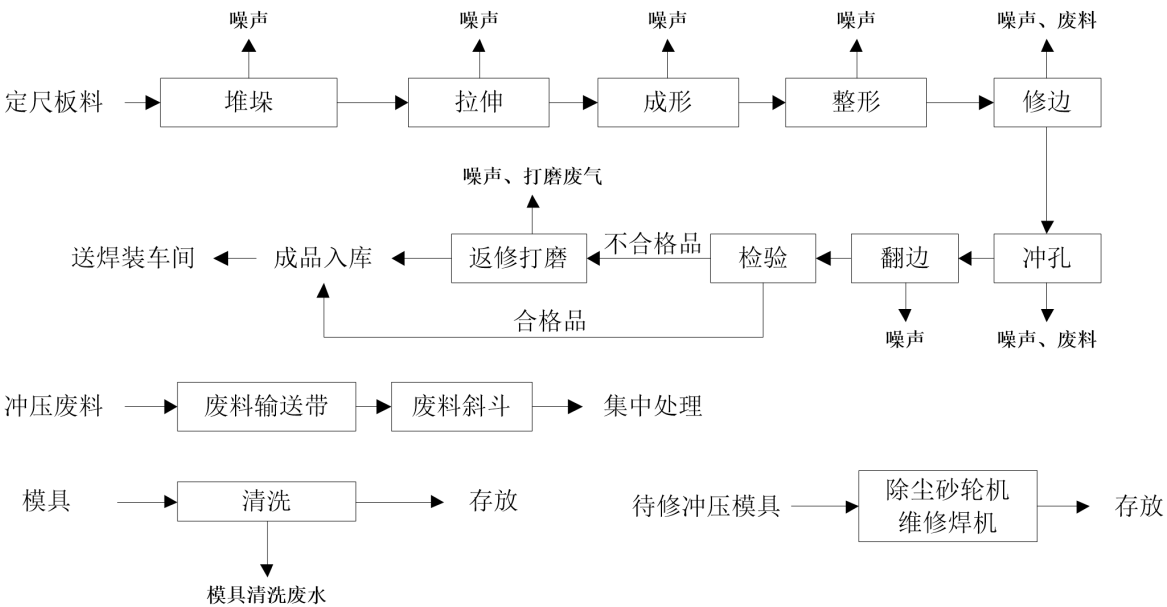 噪声
噪声
噪声
噪声
噪声、废料
定尺板料
堆垛
拉伸
成形
整形
修边
噪声、打磨废气
送焊装车间
成品入库
返修打磨
不合格品
检验
翻边
冲孔
合格品
噪声
噪声、废料
冲压废料
废料输送带
废料斜斗
集中处理
模具
清洗
存放
待修冲压模具
除尘砂轮机
维修焊机
存放
模具清洗废水